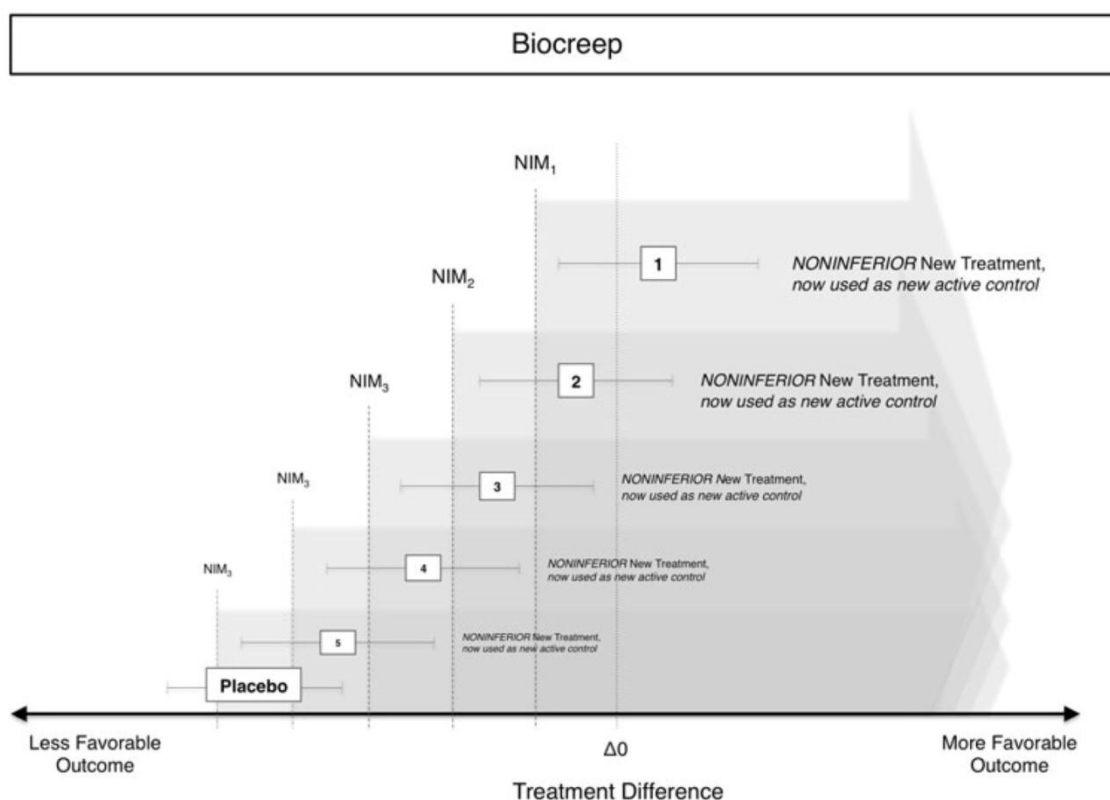 Biocreep
NIM₁
1
NONINFERIOR New Treatment,
now used as new active control
NIM₂
2
NONINFERIOR New Treatment,
now used as new active control
NIM₃
3
NONINFERIOR New Treatment,
now used as new active control
NIM₃
4
NONINFERIOR New Treatment,
now used as new active control
NIM₃
5
NONINFERIOR New Treatment,
now used as new active control
Placebo
Less Favorable
Outcome
Δ0
More Favorable
Outcome
Treatment Difference